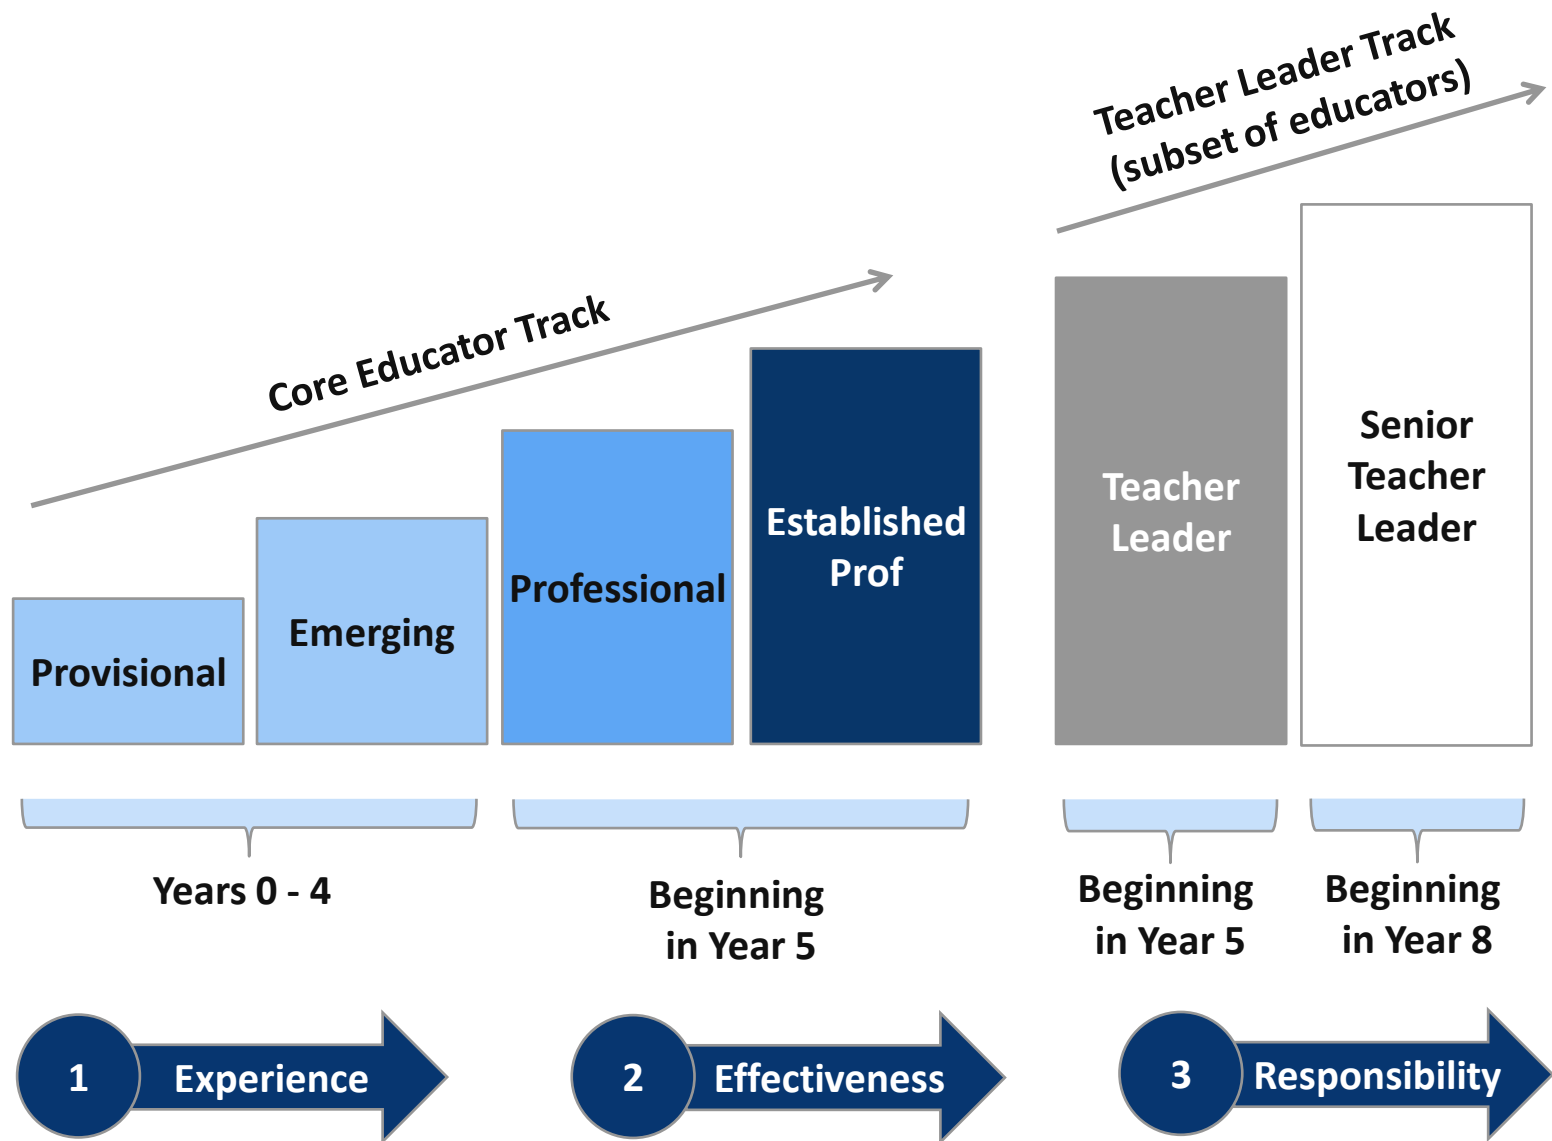 Teacher Leader Track
(subset of educators)
Core Educator Track
Provisional
Emerging
Professional
Established
Prof
Teacher
Leader
Senior
Teacher
Leader
Years 0 - 4
Beginning
in Year 5
Beginning
in Year 5
Beginning
in Year 8
1
Experience
2
Effectiveness
3
Responsibility